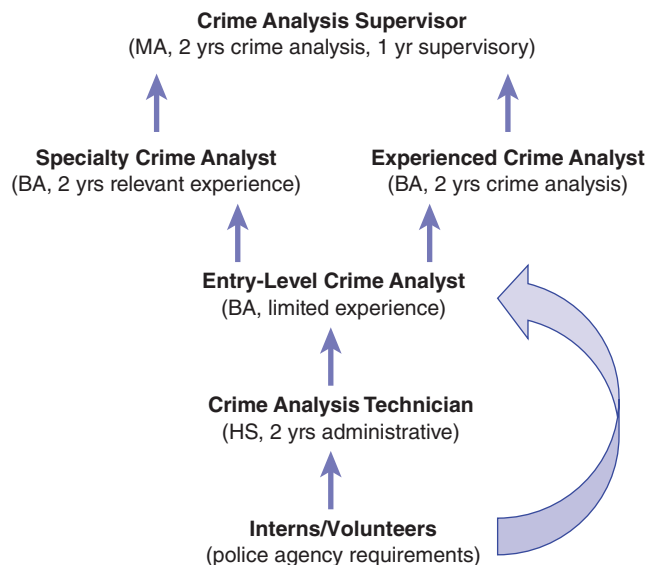 Crime Analysis Supervisor
(MA, 2 yrs crime analysis, 1 yr supervisory)
Specialty Crime Analyst
(BA, 2 yrs relevant experience)
Experienced Crime Analyst
(BA, 2 yrs crime analysis)
Entry-Level Crime Analyst
(BA, limited experience)
Crime Analysis Technician
(HS, 2 yrs administrative)
Interns/Volunteers
(police agency requirements)